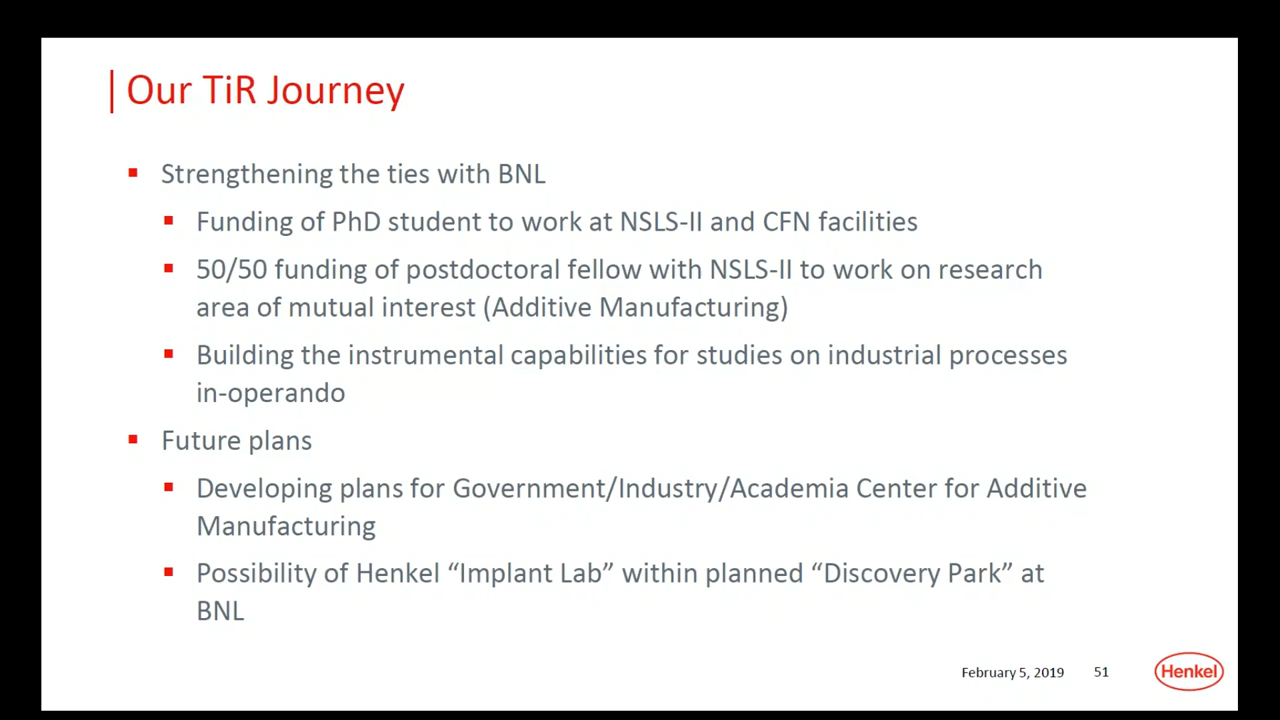 Our TiR Journey
Strengthening the ties with BNL
Funding of PhD student to work at NSLS-II and CFN facilities
50/50 funding of postdoctoral fellow with NSLS-II to work on research
area of mutual interest (Additive Manufacturing)
Building the instrumental capabilities for studies on industrial processes
in-operando
Future plans
Developing plans for Government/Industry/Academia Center for Additive
Manufacturing
Possibility of Henkel “Implant Lab” within planned “Discovery Park” at
BNL
February 5, 2019 51 Henkel